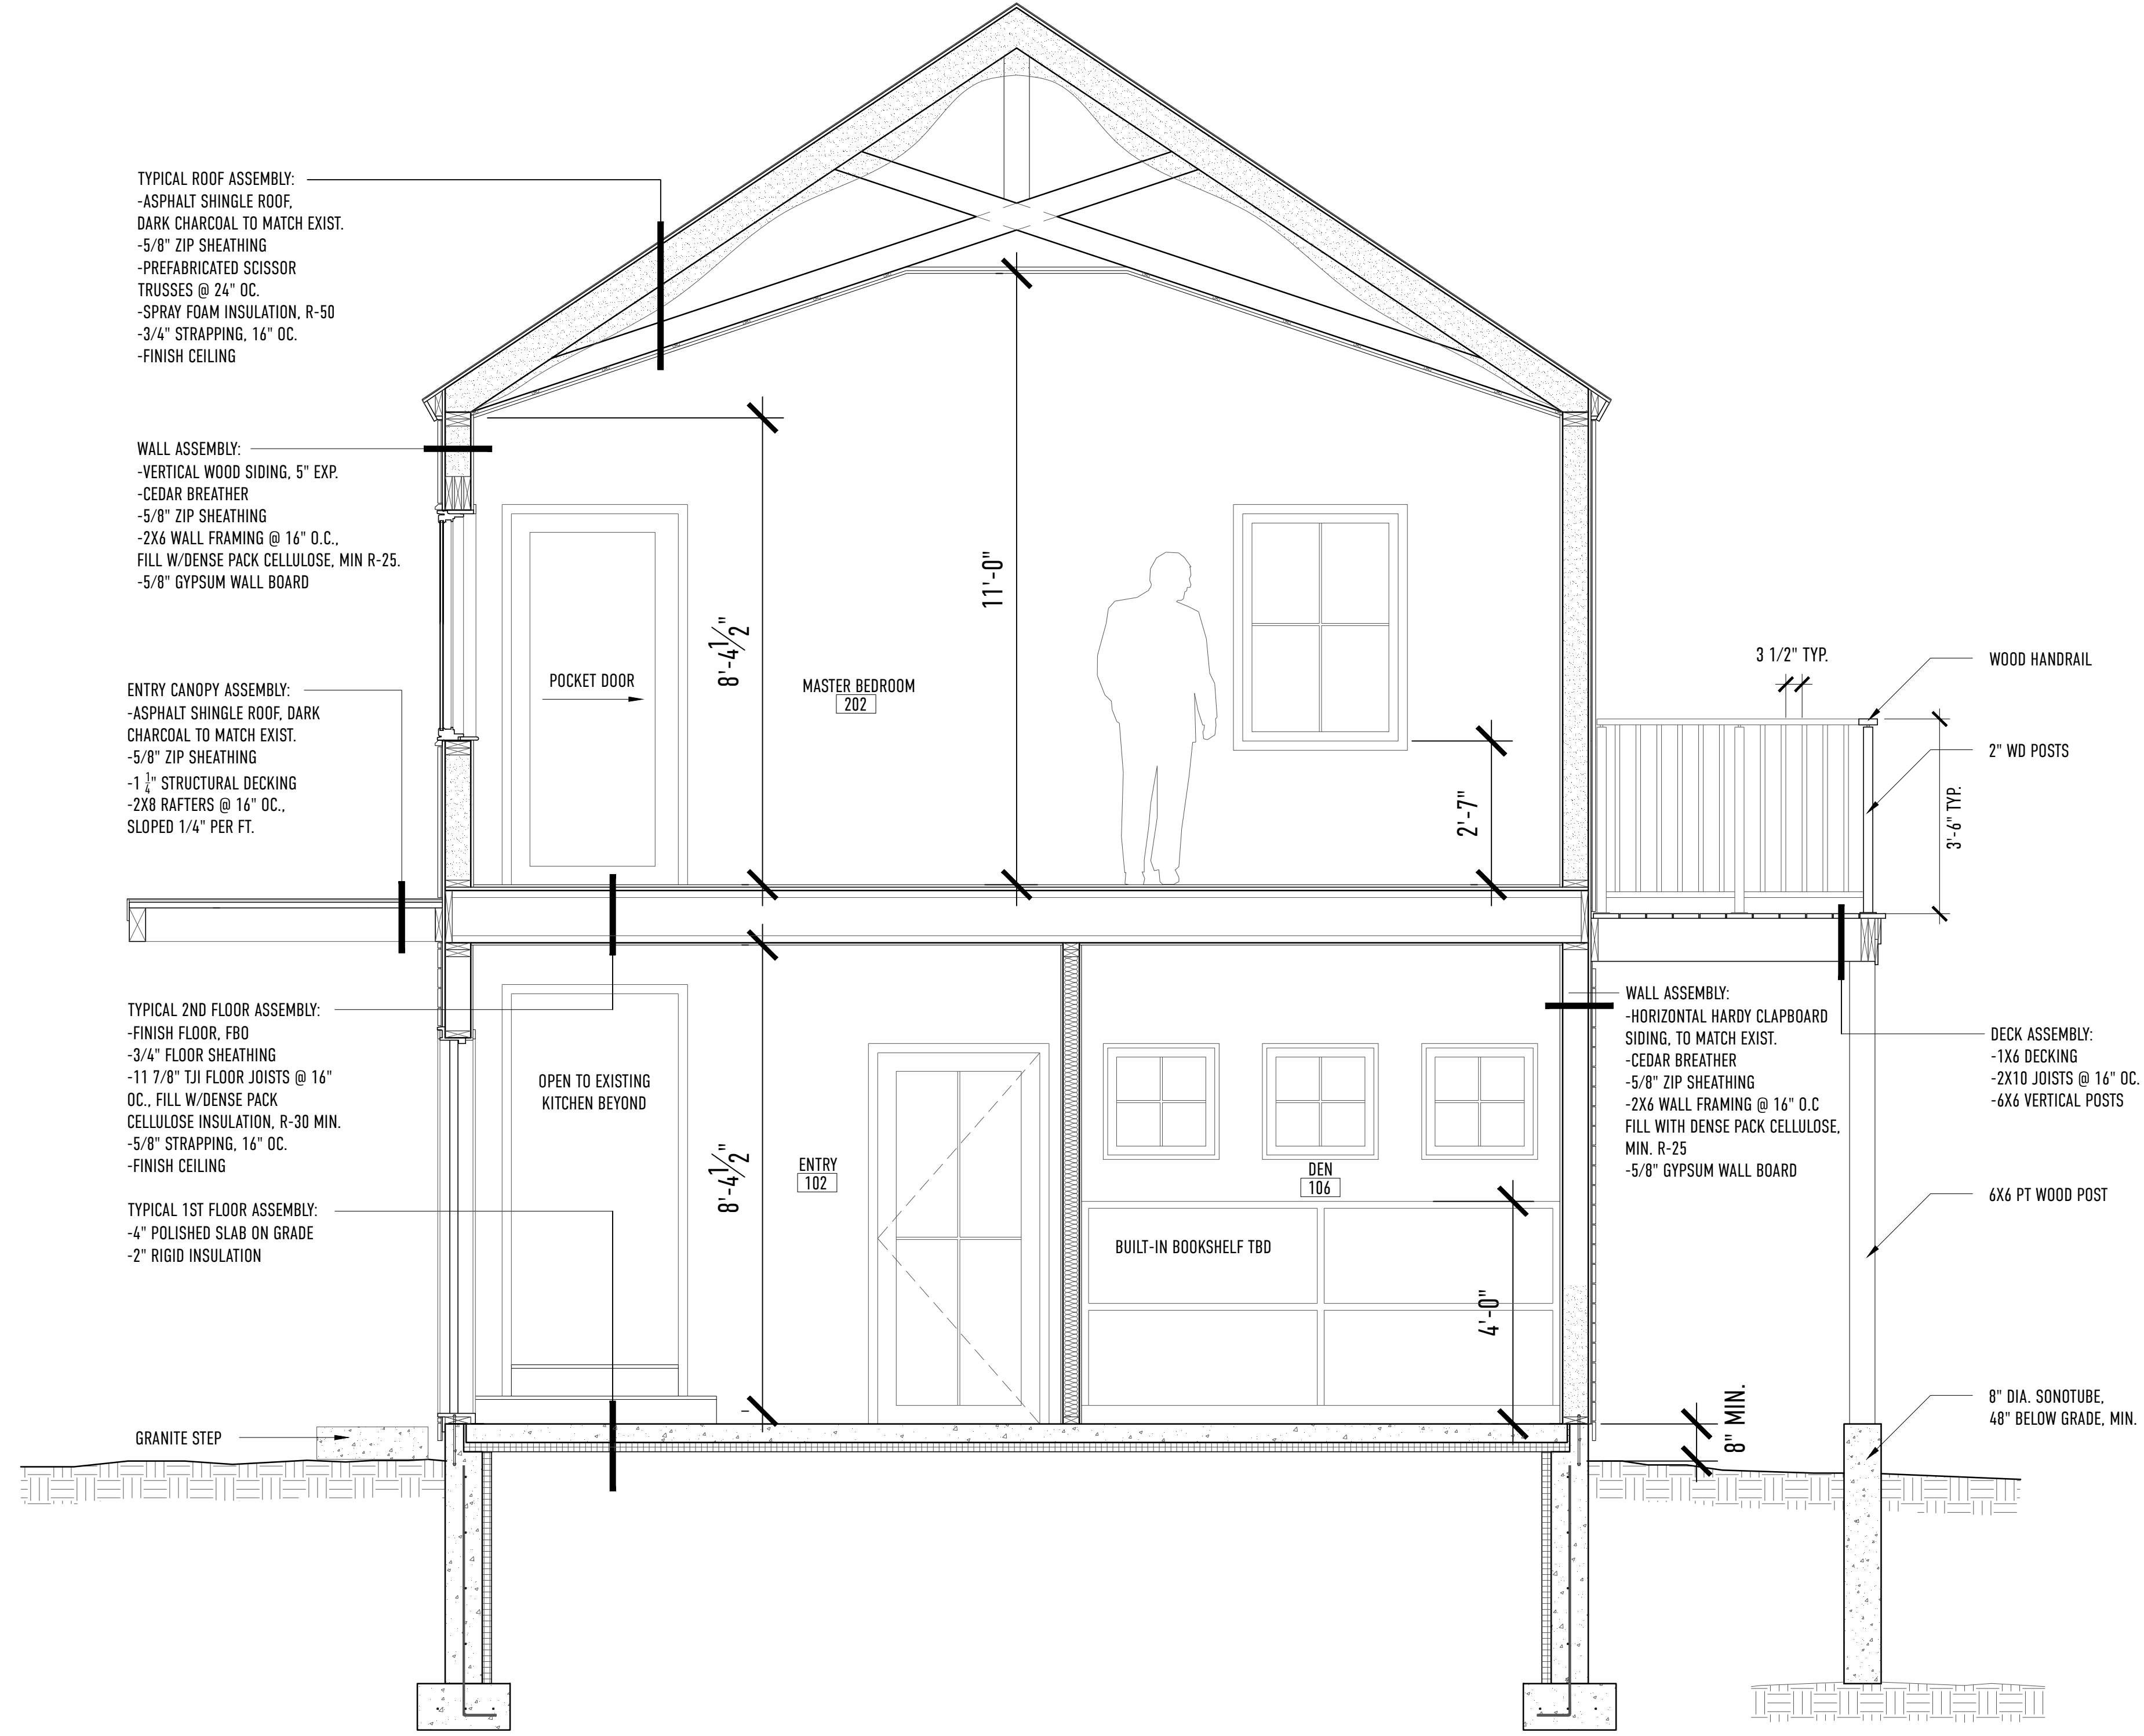 TYPICAL ROOF ASSEMBLY:
-ASPHALT SHINGLE ROOF,
DARK CHARCOAL TO MATCH EXIST.
-5/8" ZIP SHEATHING
-PREFABRICATED SCISSOR
TRUSSES @ 24" OC.
-SPRAY FOAM INSULATION, R-50
-3/4" STRAPPING, 16" OC.
-FINISH CEILING
WALL ASSEMBLY:
-VERTICAL WOOD SIDING, 5" EXP.
-CEDAR BREATHER
-5/8" ZIP SHEATHING
-2X6 WALL FRAMING @ 16" O.C.,
FILL W/DENSE PACK CELLULOSE, MIN R-25.
-5/8" GYPSUM WALL BOARD
ENTRY CANOPY ASSEMBLY:
-ASPHALT SHINGLE ROOF, DARK
CHARCOAL TO MATCH EXIST.
-5/8" ZIP SHEATHING
-1 1/4" STRUCTURAL DECKING
-2X8 RAFTERS @ 16" OC.,
SLOPED 1/4" PER FT.
TYPICAL 2ND FLOOR ASSEMBLY:
-FINISH FLOOR, FBO
-3/4" FLOOR SHEATHING
-11 7/8" TJI FLOOR JOISTS @ 16"
OC., FILL W/DENSE PACK
CELLULOSE INSULATION, R-30 MIN.
-5/8" STRAPPING, 16" OC.
-FINISH CEILING
TYPICAL 1ST FLOOR ASSEMBLY:
-4" POLISHED SLAB ON GRADE
-2" RIGID INSULATION
GRANITE STEP
POCKET DOOR
8'-4 1/2"
MASTER BEDROOM
202
11'-0"
2'-7"
OPEN TO EXISTING
KITCHEN BEYOND
8'-4 1/2"
ENTRY
102
DEN
106
BUILT-IN BOOKSHELF TBD
4'-0"
3 1/2" TYP.
WOOD HANDRAIL
2" WD POSTS
3'-6" TYP.
WALL ASSEMBLY:
-HORIZONTAL HARDY CLAPBOARD
SIDING, TO MATCH EXIST.
-CEDAR BREATHER
-5/8" ZIP SHEATHING
-2X6 WALL FRAMING @ 16" O.C
FILL WITH DENSE PACK CELLULOSE,
MIN. R-25
-5/8" GYPSUM WALL BOARD
DECK ASSEMBLY:
-1X6 DECKING
-2X10 JOISTS @ 16" OC.
-6X6 VERTICAL POSTS
6X6 PT WOOD POST
8" MIN.
8" DIA. SONOTUBE,
48" BELOW GRADE, MIN.